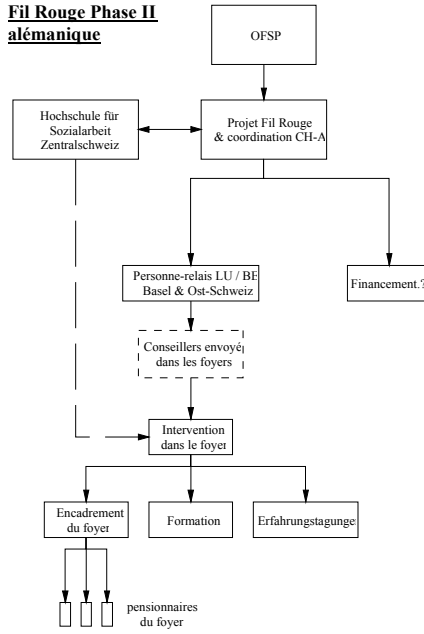 Fil Rouge Phase II
alémanique
OFSP
Hochschule für
Sozialarbeit
Zentralschweiz
Projet Fil Rouge
& coordination CH-A
Personne-relais LU / BE
Basel & Ost-Schweiz
Financement.?
Conseillers envoyé
dans les foyers
Intervention
dans le foyer
Encadrement
du foyer
Formation
Erfahrungstagunge
pensionnaires
du foyer